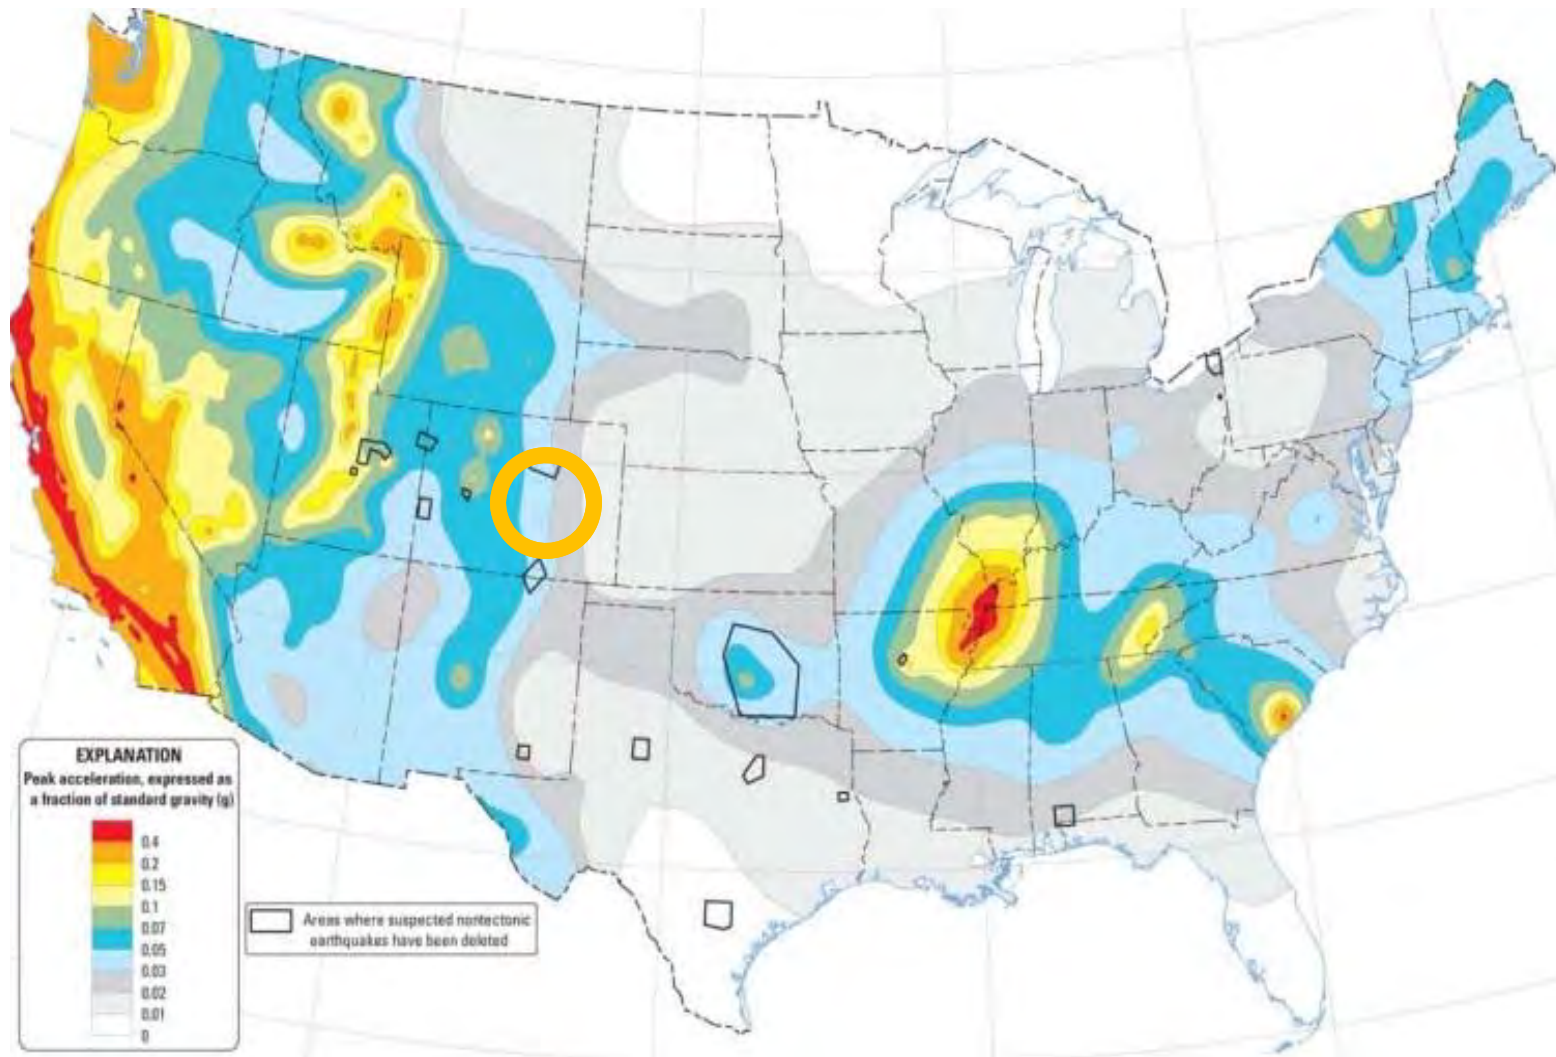 EXPLANATION
Peak acceleration, expressed as
a fraction of standard gravity (g)
0.4
0.2
0.15
0.1
0.07
0.05
0.03
0.02
0.01
0
Areas where suspected nontectonic
earthquakes have been deleted